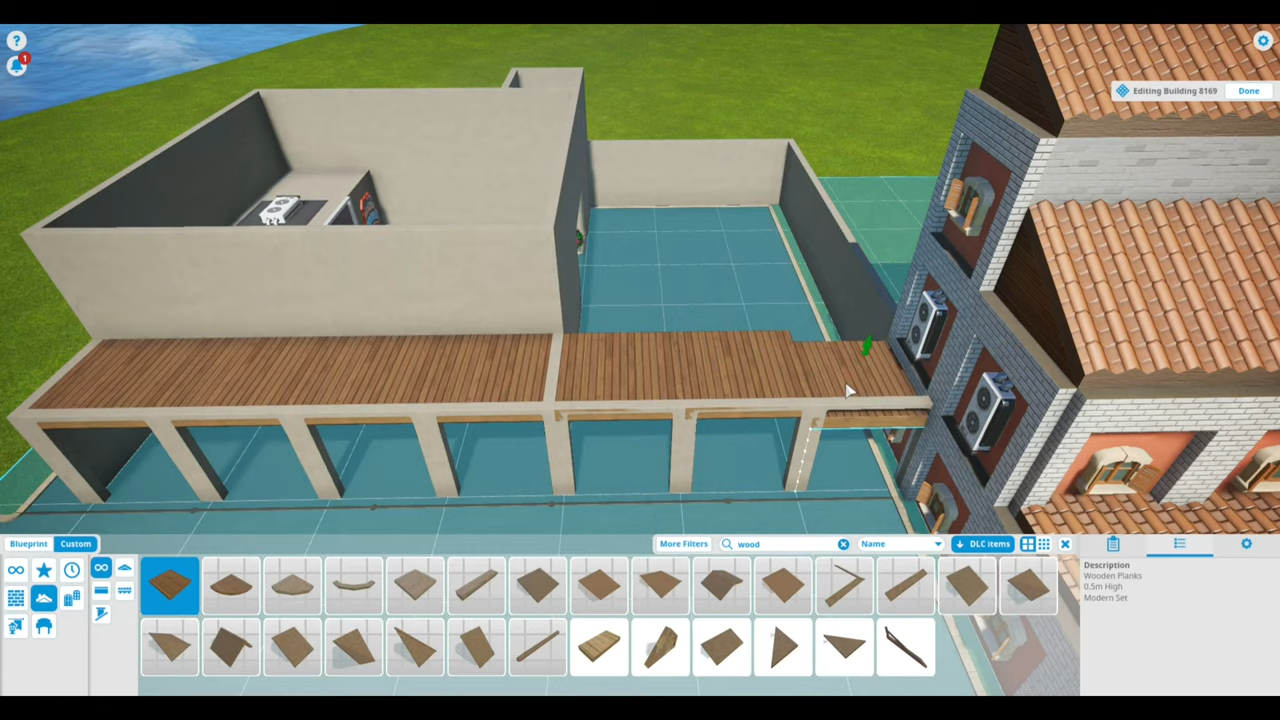 ?
1
Editing Building 8169
Done
Blueprint
Custom
More Filters
wood
Name
DLC items
Description
Wooden Planks
0.5m High
Modern Set